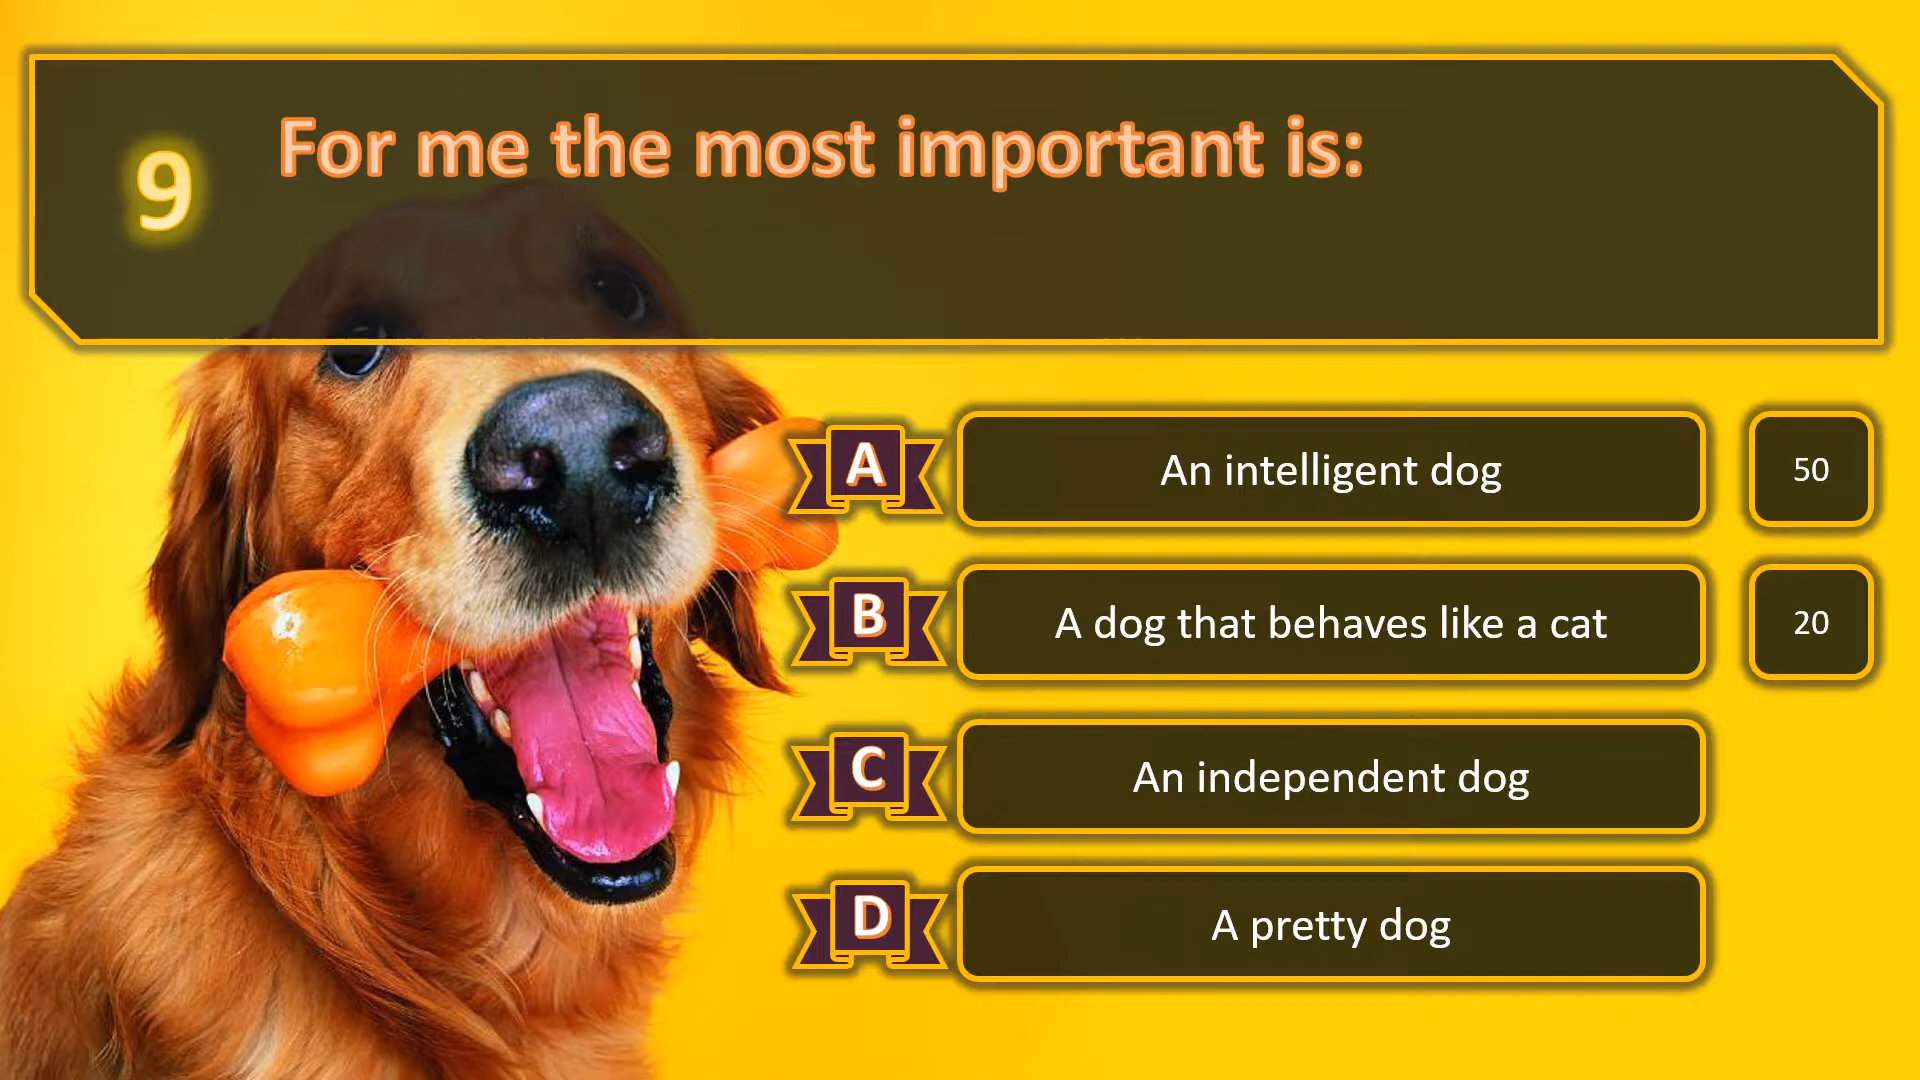 9
For me the most important is:
A An intelligent dog 50
B A dog that behaves like a cat 20
C An independent dog
D A pretty dog